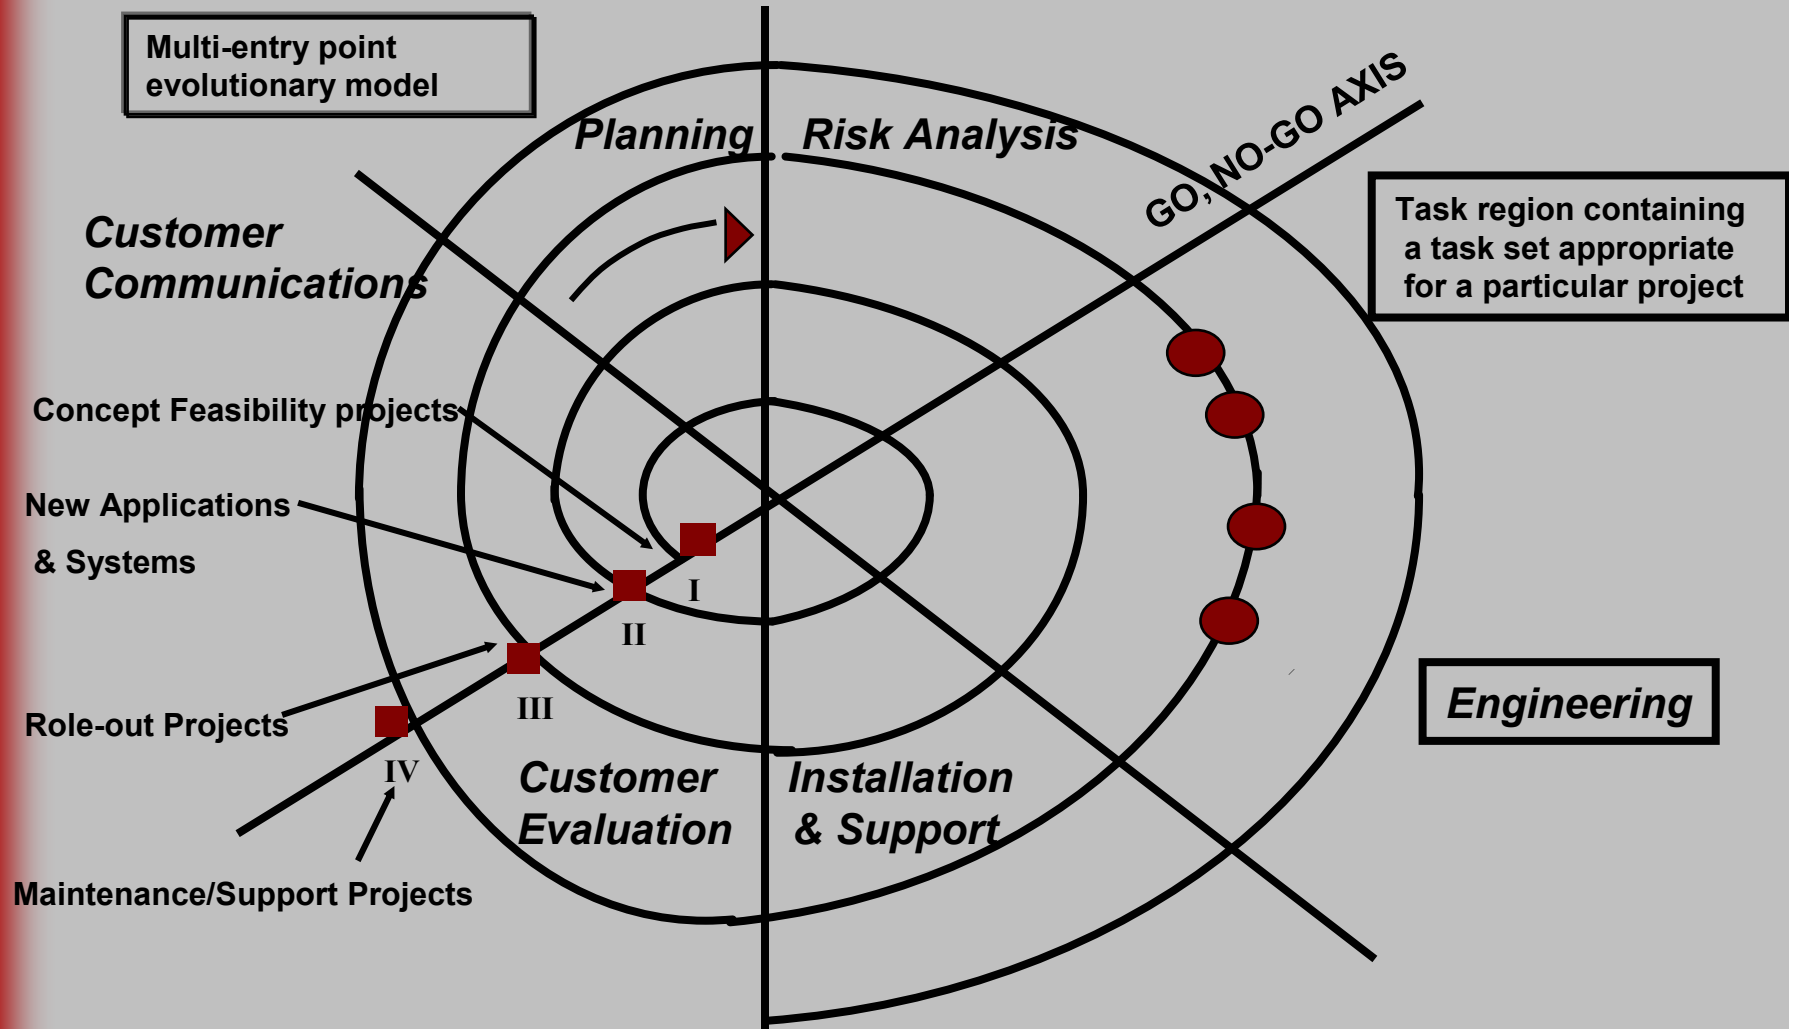 Multi-entry point
evolutionary model
Planning
Risk Analysis
GO, NO-GO AXIS
Customer
Communications
Task region containing
a task set appropriate
for a particular project
Concept Feasibility projects
New Applications
& Systems
I
II
III
Role-out Projects
IV
Engineering
Customer
Evaluation
Installation
& Support
Maintenance/Support Projects